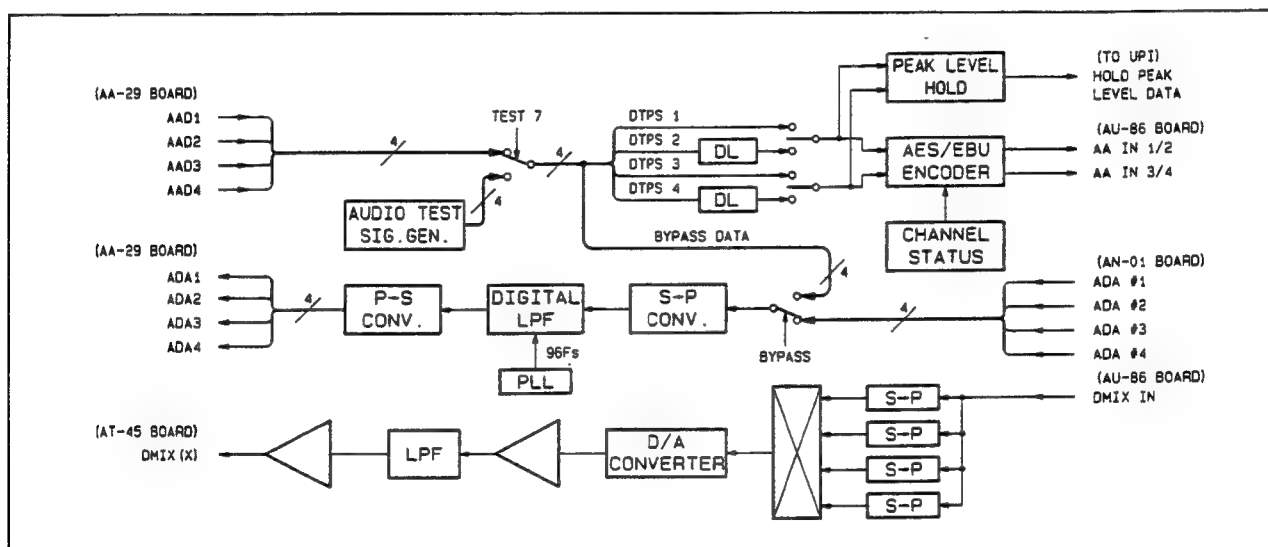 (AA-29 BOARD)
AAD1
AAD2
AAD3
AAD4
4
TEST 7
4
AUDIO TEST
SIG.GEN.
4
DTPS 1
DTPS 2
DL
DTPS 3
DTPS 4
DL
PEAK LEVEL
HOLD
(TO UPI)
HOLD PEAK
LEVEL DATA
AES/EBU
ENCODER
(AU-86 BOARD)
AA IN 1/2
AA IN 3/4
CHANNEL
STATUS
BYPASS DATA
4
(AA-29 BOARD)
ADA1
ADA2
ADA3
ADA4
4
P-S
CONV.
DIGITAL
LPF
96Fs
PLL
S-P
CONV.
BYPASS
4
(AN-01 BOARD)
ADA #1
ADA #2
ADA #3
ADA #4
(AU-86 BOARD)
DMIX IN
S-P
S-P
S-P
S-P
D/A
CONVERTER
LPF
(AT-45 BOARD)
DMIX(X)